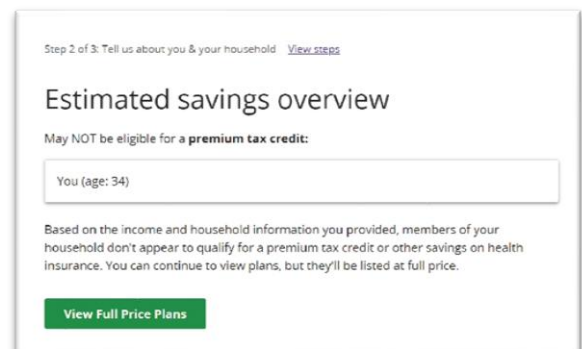 Step 2 of 3: Tell us about you & your household View steps
Estimated savings overview
May NOT be eligible for a premium tax credit:
You (age: 34)
Based on the income and household information you provided, members of your
household don't appear to qualify for a premium tax credit or other savings on health
insurance. You can continue to view plans, but they'll be listed at full price.
View Full Price Plans